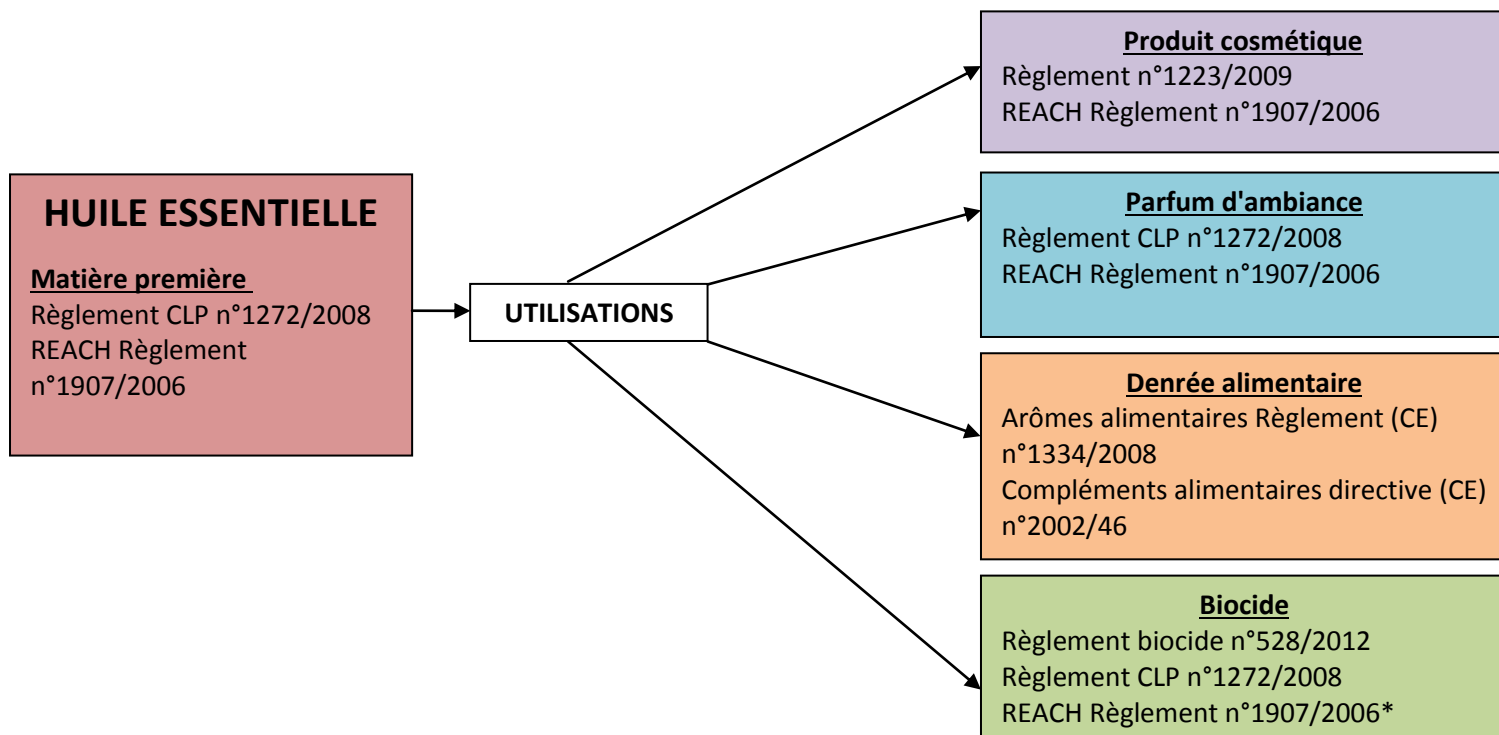 HUILE ESSENTIELLE
Matière première
Règlement CLP n°1272/2008
REACH Règlement
n°1907/2006
UTILISATIONS
Produit cosmétique
Règlement n°1223/2009
REACH Règlement n°1907/2006
Parfum d'ambiance
Règlement CLP n°1272/2008
REACH Règlement n°1907/2006
Denrée alimentaire
Arômes alimentaires Règlement (CE)
n°1334/2008
Compléments alimentaires directive (CE)
n°2002/46
Biocide
Règlement biocide n°528/2012
Règlement CLP n°1272/2008
REACH Règlement n°1907/2006*